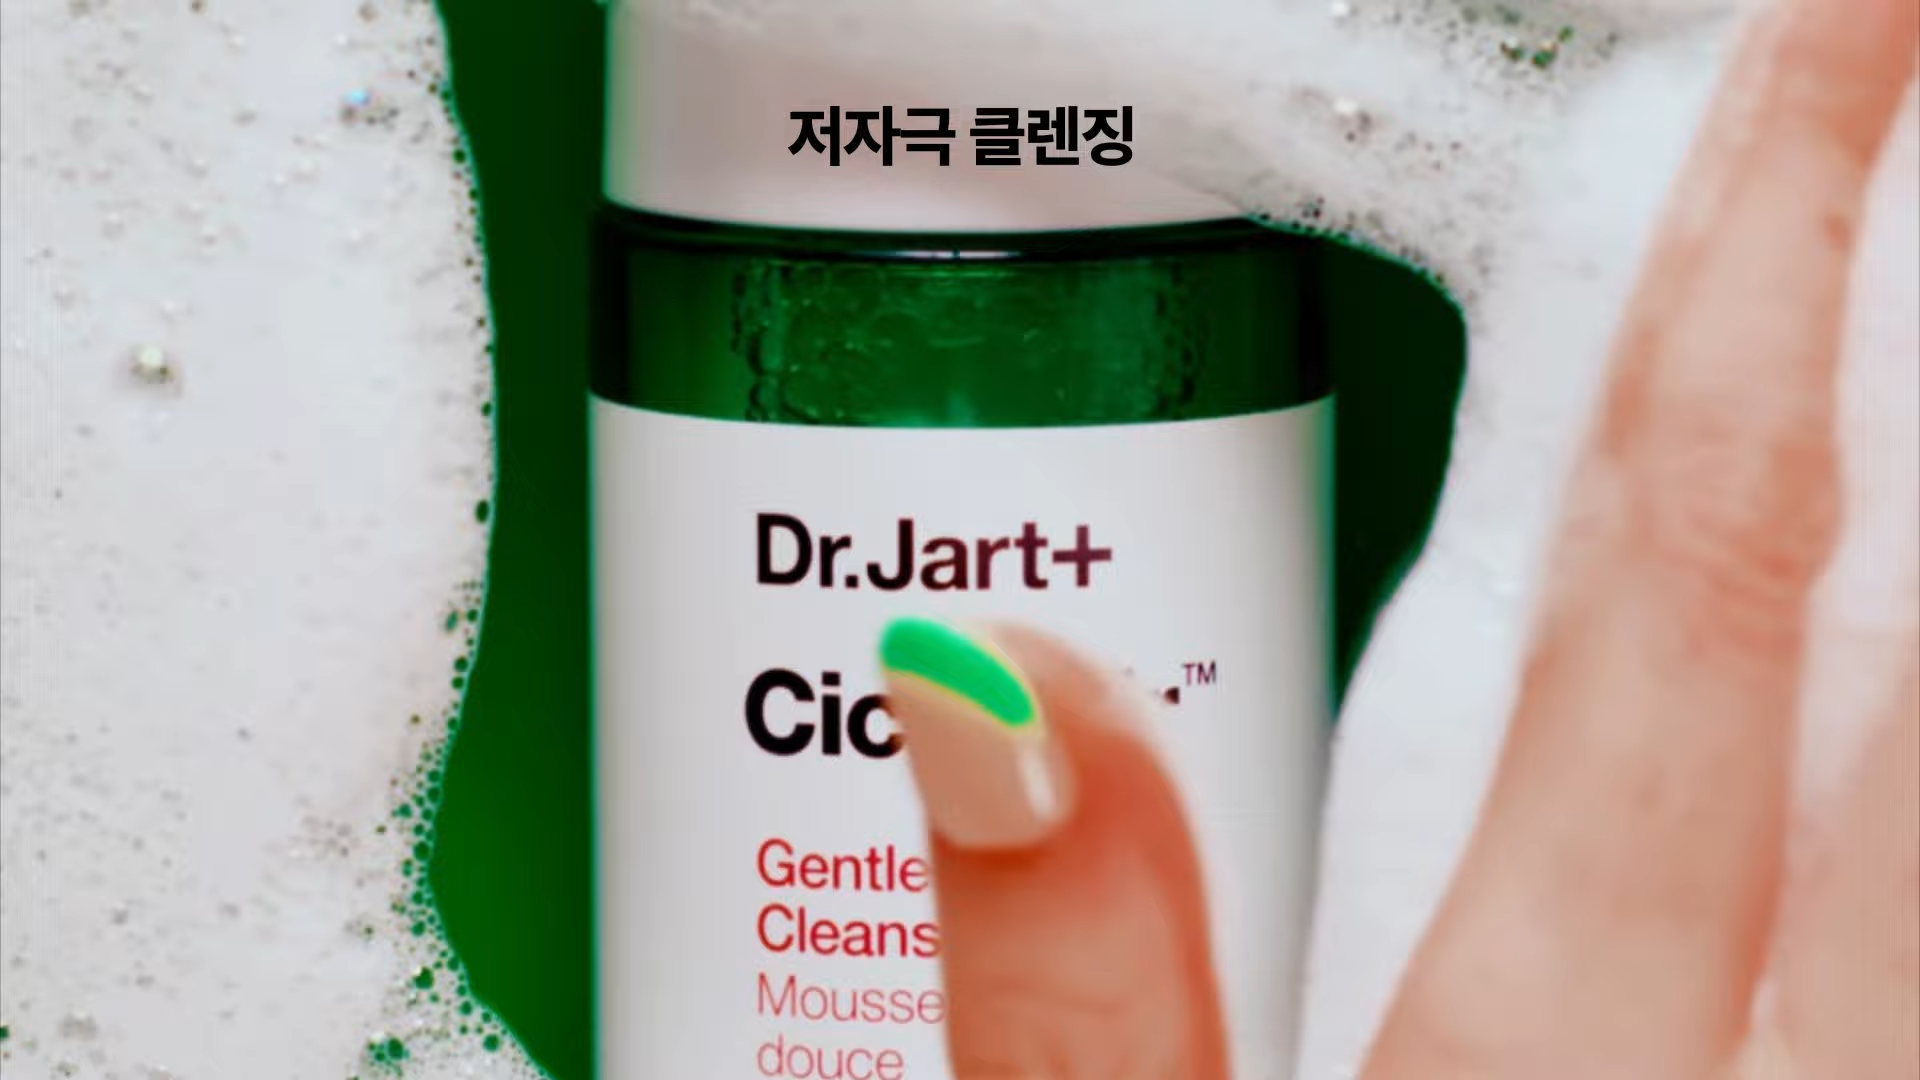 저자극 클렌징
Dr.Jart+
Cic
TM
Gentle
Cleans
Mousse
douce